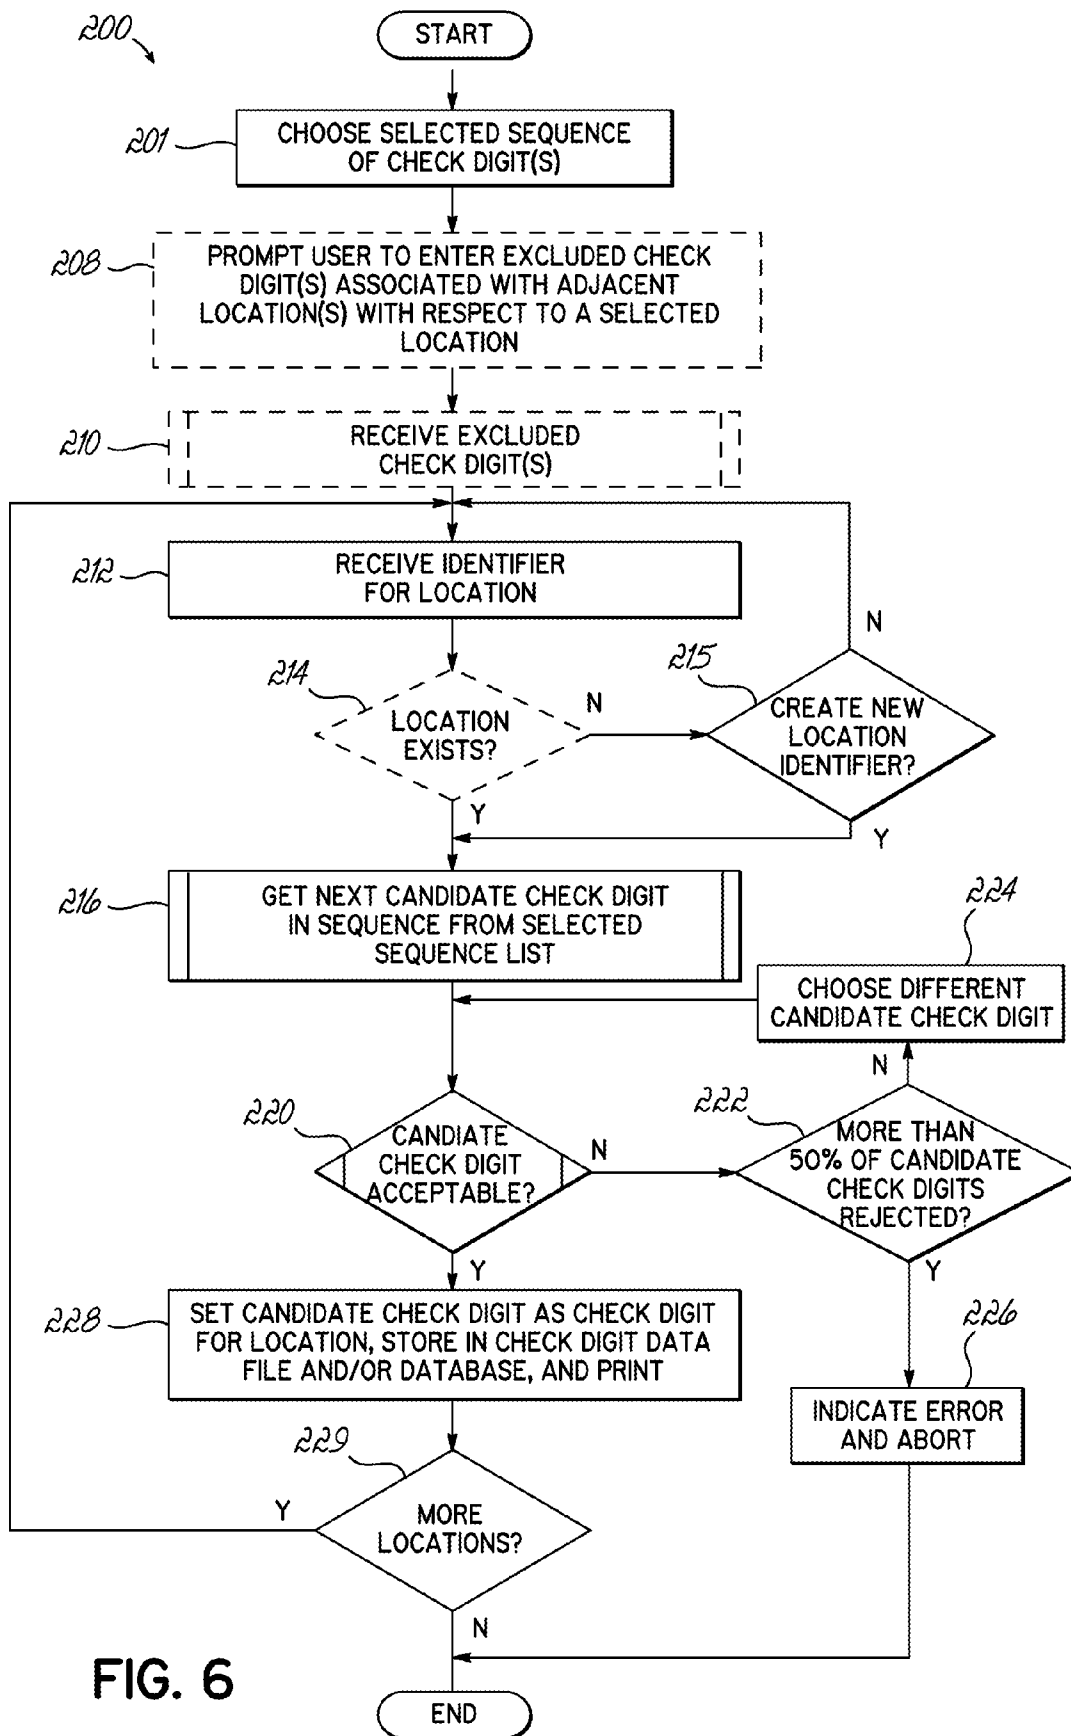 200
START
201
CHOOSE SELECTED SEQUENCE
OF CHECK DIGIT(S)
208
PROMPT USER TO ENTER EXCLUDED CHECK
DIGIT(S) ASSOCIATED WITH ADJACENT
LOCATION(S) WITH RESPECT TO A SELECTED
LOCATION
210
RECEIVE EXCLUDED
CHECK DIGIT(S)
212
RECEIVE IDENTIFIER
FOR LOCATION
N
214
LOCATION
EXISTS?
N
Y
215
CREATE NEW
LOCATION
IDENTIFIER?
Y
216
GET NEXT CANDIDATE CHECK DIGIT
IN SEQUENCE FROM SELECTED
SEQUENCE LIST
224
CHOOSE DIFFERENT
CANDIDATE CHECK DIGIT
N
220
CANDIATE
CHECK DIGIT
ACCEPTABLE?
N
Y
222
MORE THAN
50% OF CANDIDATE
CHECK DIGITS
REJECTED?
Y
228
SET CANDIDATE CHECK DIGIT AS CHECK DIGIT
FOR LOCATION, STORE IN CHECK DIGIT DATA
FILE AND/OR DATABASE, AND PRINT
226
INDICATE ERROR
AND ABORT
229
Y
MORE
LOCATIONS?
N
FIG. 6
END